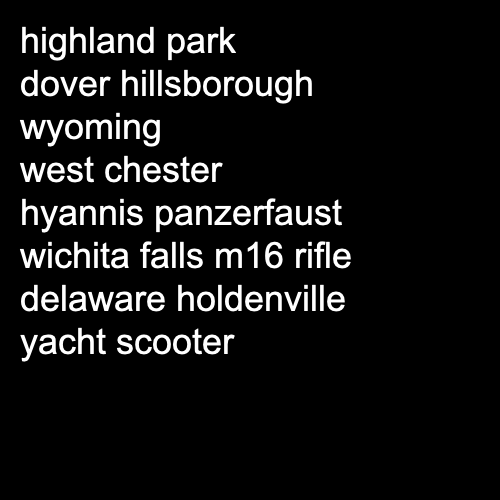 highland park
dover hillsborough
wyoming
west chester
hyannis panzerfaust
wichita falls m16 rifle
delaware holdenville
yacht scooter